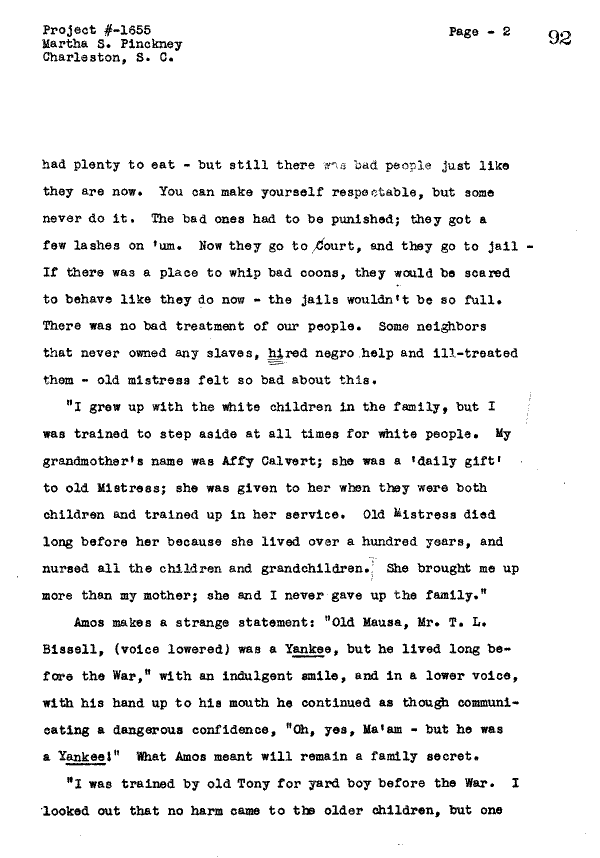 Project #-1655
Martha S. Pinckney
Charleston, S. C.
Page - 2
92
had plenty to eat - but still there was bad people just like
they are now. You can make yourself respectable, but some
never do it. The bad ones had to be punished; they got a
few lashes on 'um. Now they go to Court, and they go to jail -
If there was a place to whip bad coons, they would be scared
to behave like they do now - the jails wouldn't be so full.
There was no bad treatment of our people. Some neighbors
that never owned any slaves, hired negro help and ill-treated
them - old mistress felt so bad about this.
"I grew up with the white children in the family, but I
was trained to step aside at all times for white people. My
grandmother's name was Affy Calvert; she was a 'daily gift'
to old Mistress; she was given to her when they were both
children and trained up in her service. Old Mistress died
long before her because she lived over a hundred years, and
nursed all the children and grandchildren. She brought me up
more than my mother; she and I never gave up the family."
Amos makes a strange statement: "Old Mausa, Mr. T. L.
Bissell, (voice lowered) was a Yankee, but he lived long be-
fore the War," with an indulgent smile, and in a lower voice,
with his hand up to his mouth he continued as though communi-
cating a dangerous confidence, "Oh, yes, Ma'am - but he was
a Yankee!" What Amos meant will remain a family secret.
"I was trained by old Tony for yard boy before the War. I
looked out that no harm came to the older children, but one